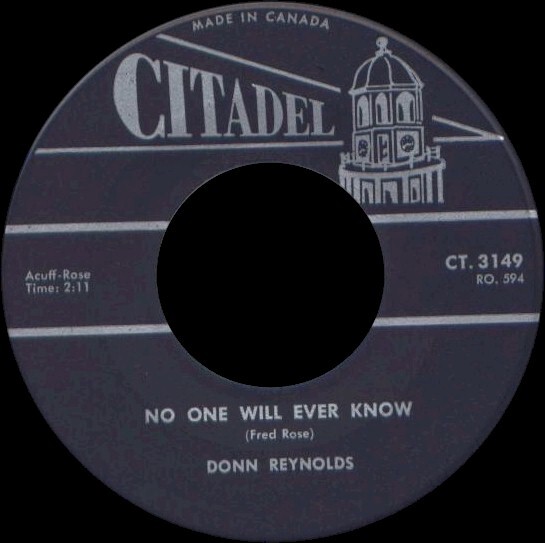 MADE IN CANADA
CITADEL
Acuff-Rose
Time: 2:11
CT. 3149
RO. 594
NO ONE WILL EVER KNOW
(Fred Rose)
DONN REYNOLDS